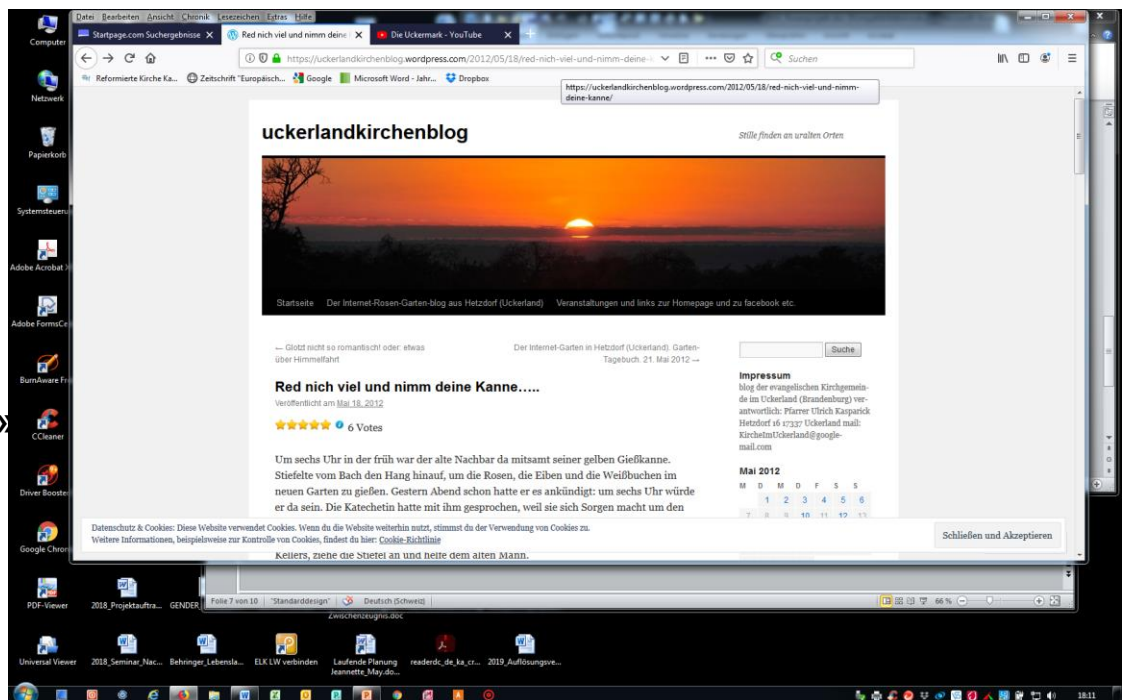 Computer
Netzwerk
Papierkorb
Systemsteueru
Adobe Acrobat X
Adobe FormsCe
BurnAware Fr
CCleaner
Driver Booster
Google Chrom
PDF-Viewer
Universal Viewer
»
Datei Bearbeiten Ansicht Chronik Lesezeichen Extras Hilfe
Startpage.com Suchergebnisse
Red nich viel und nimm deine
Die Uckermark - YouTube
https://uckerlandkirchenblog.wordpress.com/2012/05/18/red-nich-viel-und-nimm-deine-
Suchen
Reformierte Kirche Ka...
Zeitschrift "Europäisch...
Google
Microsoft Word - Jahr...
Dropbox
https://uckerlandkirchenblog.wordpress.com/2012/05/18/red-nich-viel-und-nimm-
deine-kanne/
uckerlandkirchenblog
Stille finden an uralten Orten
Startseite Der Internet-Rosen-Garten-blog aus Hetzdorf (Uckerland) Veranstaltungen und links zur Homepage und zu facebook etc.
← Glotzt nicht so romantisch! oder: etwas
über Himmelfahrt
Der Internet-Garten in Hetzdorf (Uckerland). Garten-
Tagebuch. 21. Mai 2012 →
Red nich viel und nimm deine Kanne…..
Veröffentlicht am Mai 18, 2012
6 Votes
Um sechs Uhr in der früh war der alte Nachbar da mitsamt seiner gelben Gießkanne.
Stiefelte vom Bach den Hang hinauf, um die Rosen, die Eiben und die Weißbuchen im
neuen Garten zu gießen. Gestern Abend schon hatte er es ankündigt: um sechs Uhr würde
er da sein. Die Katechetin hatte mit ihm gesprochen, weil sie sich Sorgen macht um den
Kellers, ziehe die Stiefel an und helfe dem alten Mann.
Suche
Impressum
blog der evangelischen Kirchgemein-
de im Uckerland (Brandenburg) ver-
antwortlich: Pfarrer Ulrich Kasparick
Hetzdorf 16 17337 Uckerland mail:
KircheImUckerland@google-
mail.com
Mai 2012
M D M D F S S
1 2 3 4 5 6
7 8 9 10 11 12 13
Datenschutz & Cookies: Diese Website verwendet Cookies. Wenn du die Website weiterhin nutzt, stimmst du der Verwendung von Cookies zu.
Weitere Informationen, beispielsweise zur Kontrolle von Cookies, findest du hier: Cookie-Richtlinie
Schließen und Akzeptieren
Folie 7 von 10 "Standarddesign" Deutsch (Schweiz)
66 %
2018_Projektauftra...
GENDER
Zwischenzeugnis.doc
2018_Seminar_Nac...
Behringer_Lebensla...
ELK LW verbinden
Laufende Planung
Jeannette_May.do...
readerdc_de_ka_cr...
2019_Auflösungsve...
18:11